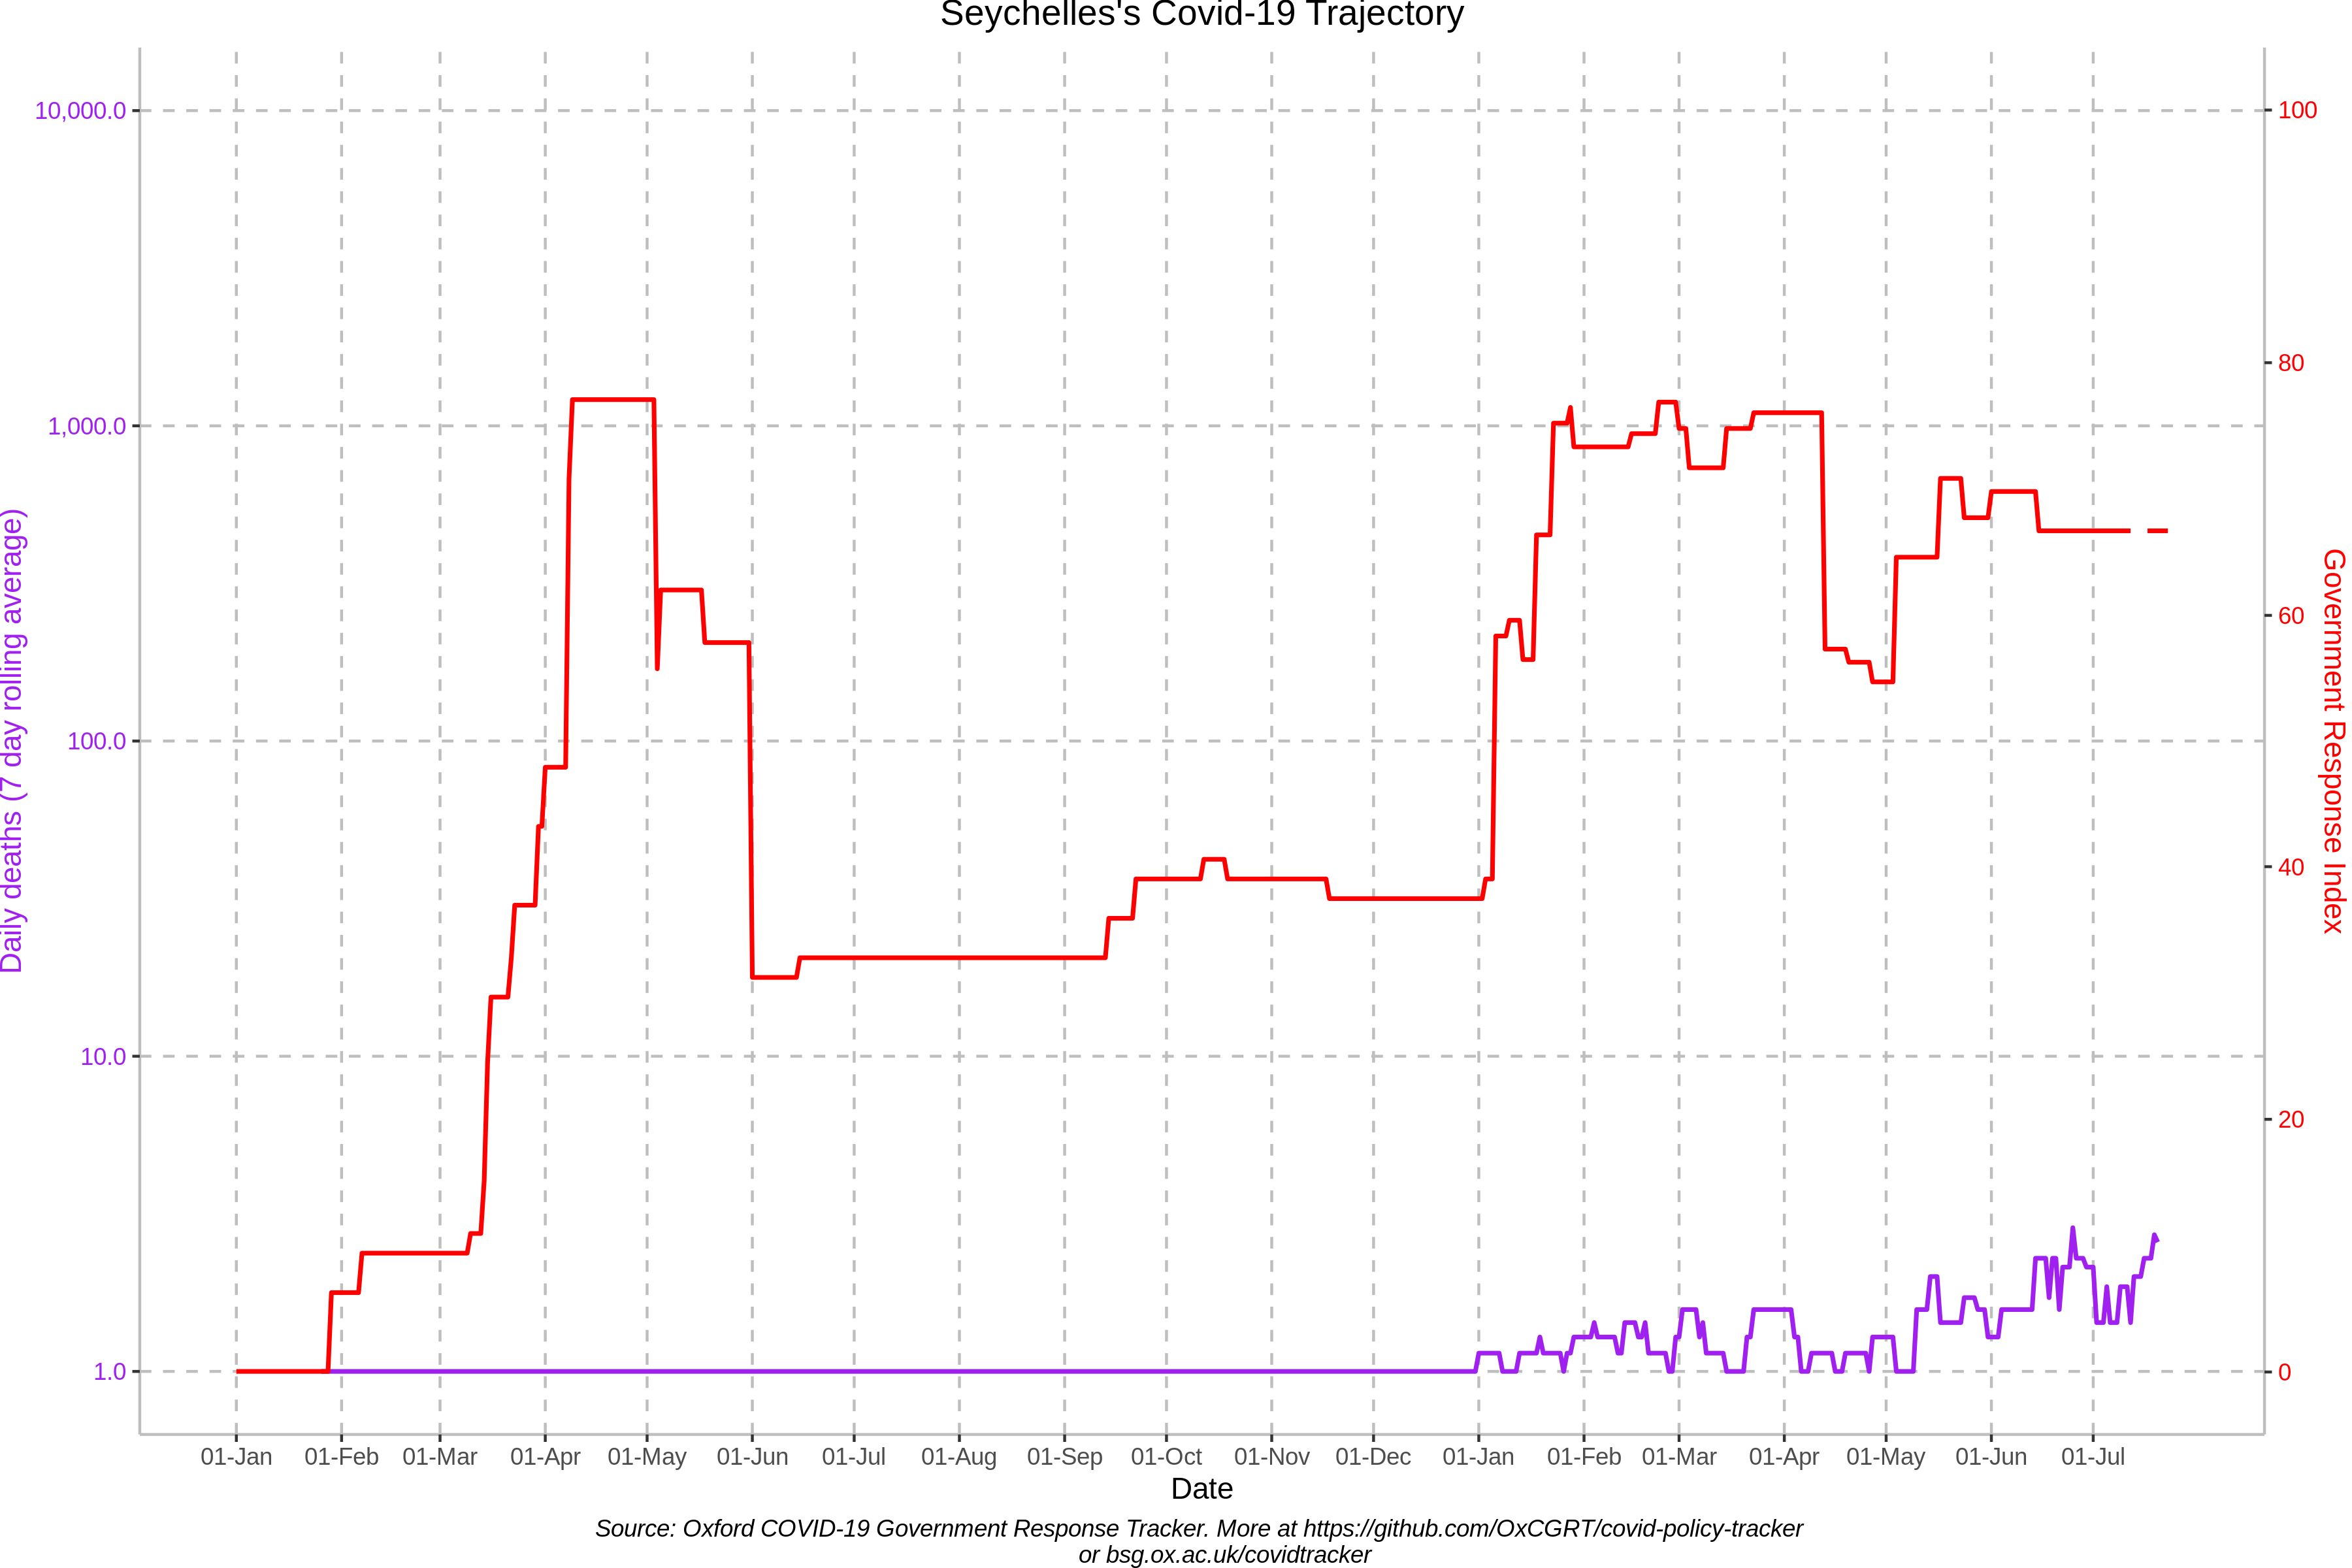 Seychelles's Covid-19 Trajectory
10,000.0
1,000.0
100.0
10.0
1.0
Daily deaths (7 day rolling average)
100
80
60
40
20
0
Government Response Index
01-Jan 01-Feb 01-Mar 01-Apr 01-May 01-Jun 01-Jul 01-Aug 01-Sep 01-Oct 01-Nov 01-Dec 01-Jan 01-Feb 01-Mar 01-Apr 01-May 01-Jun 01-Jul
Date
Source: Oxford COVID-19 Government Response Tracker. More at https://github.com/OxCGRT/covid-policy-tracker
or bsg.ox.ac.uk/covidtracker